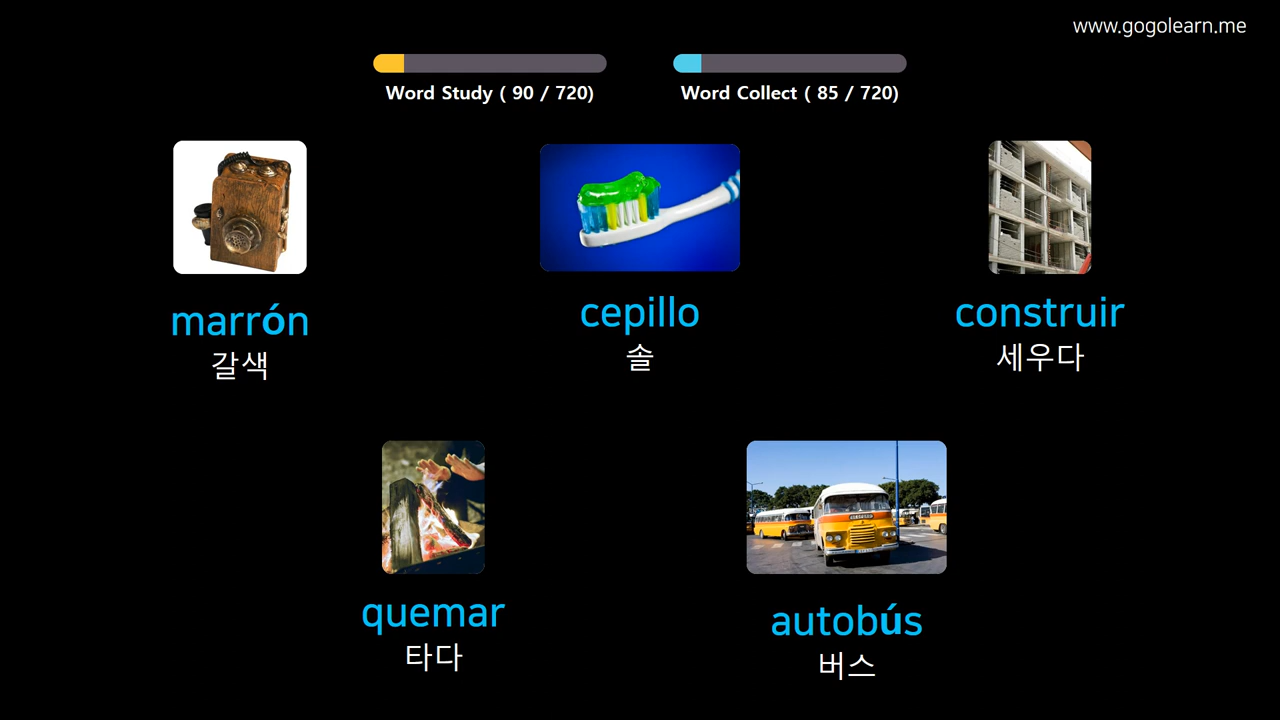 www.gogolearn.me
Word Study ( 90 / 720)
Word Collect ( 85 / 720)
marrón
갈색
cepillo
솔
construir
세우다
quemar
타다
autobús
버스